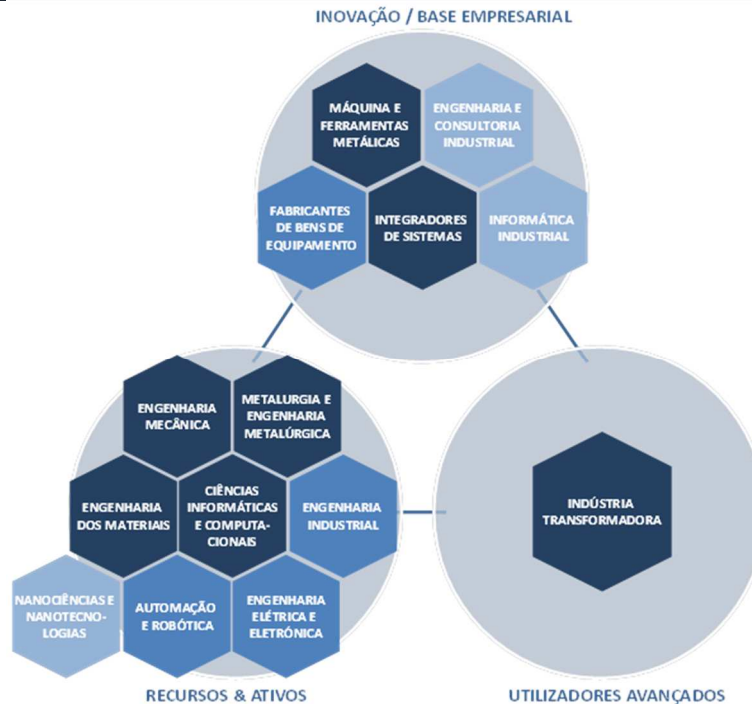 INOVAÇÃO / BASE EMPRESARIAL
MÁQUINA E
FERRAMENTAS
METÁLICAS
ENGENHARIA E
CONSULTORIA
INDUSTRIAL
FABRICANTES
DE BENS DE
EQUIPAMENTO
INTEGRADORES
DE SISTEMAS
INFORMÁTICA
INDUSTRIAL
ENGENHARIA
MECÂNICA
METALURGIA E
ENGENHARIA
METALÚRGICA
ENGENHARIA
DOS MATERIAIS
CIÊNCIAS
INFORMÁTICAS
E COMPUTA-
CIONAIS
ENGENHARIA
INDUSTRIAL
NANOCIÊNCIAS E
NANOTECNO-
LOGIAS
AUTOMAÇÃO
E ROBÓTICA
ENGENHARIA
ELÉTRICA E
ELETRÓNICA
INDÚSTRIA
TRANSFORMADORA
RECURSOS & ATIVOS
UTILIZADORES AVANÇADOS